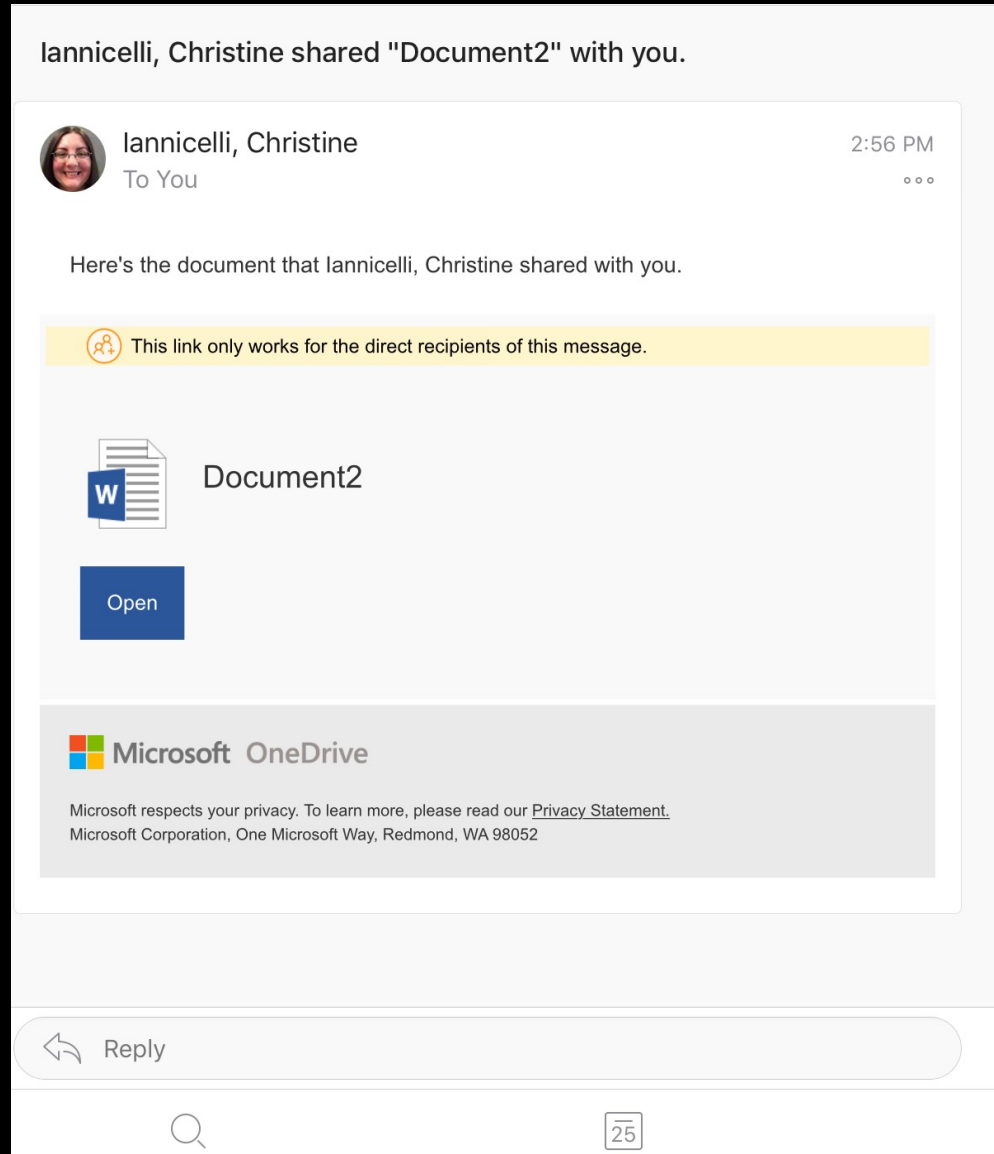 Iannicelli, Christine shared "Document2" with you.
Iannicelli, Christine
2:56 PM
To You
Here's the document that Iannicelli, Christine shared with you.
This link only works for the direct recipients of this message.
W
Document2
Open
Microsoft OneDrive
Microsoft respects your privacy. To learn more, please read our Privacy Statement.
Microsoft Corporation, One Microsoft Way, Redmond, WA 98052
Reply
25